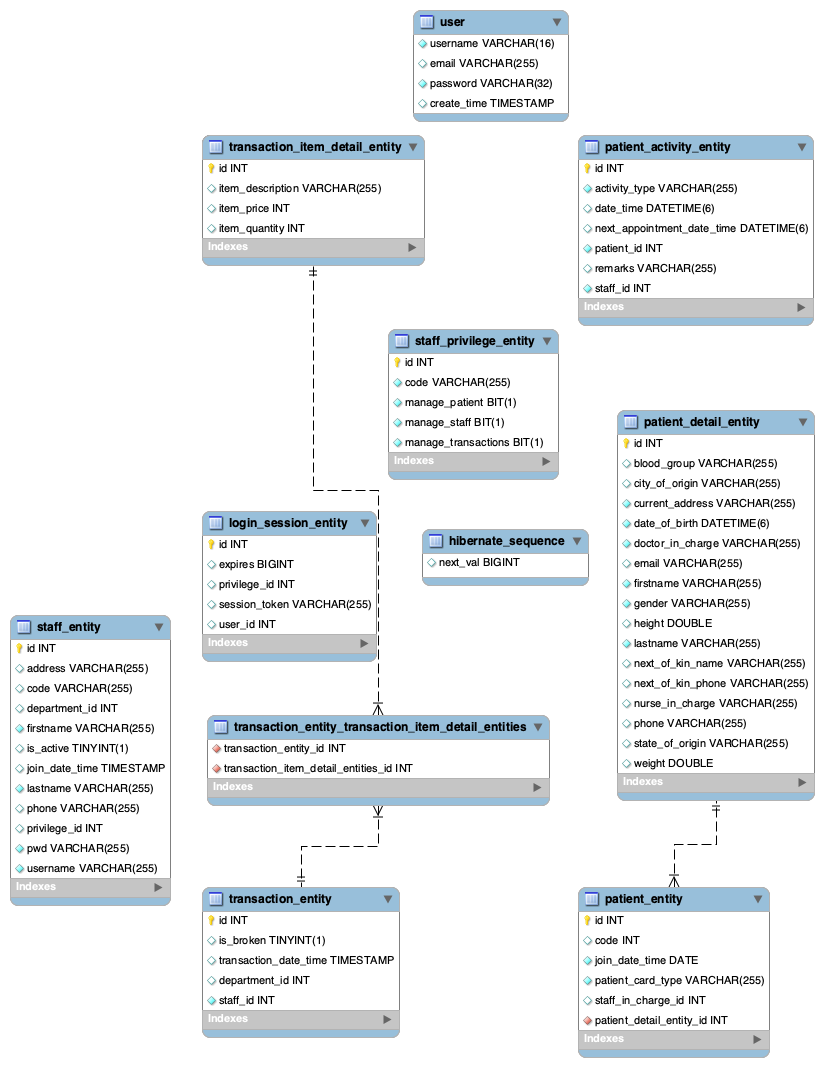 user
username VARCHAR(16)
email VARCHAR(255)
password VARCHAR(32)
create_time TIMESTAMP
transaction_item_detail_entity
id INT
item_description VARCHAR(255)
item_price INT
item_quantity INT
Indexes
patient_activity_entity
id INT
activity_type VARCHAR(255)
date_time DATETIME(6)
next_appointment_date_time DATETIME(6)
patient_id INT
remarks VARCHAR(255)
staff_id INT
Indexes
staff_privilege_entity
id INT
code VARCHAR(255)
manage_patient BIT(1)
manage_staff BIT(1)
manage_transactions BIT(1)
Indexes
patient_detail_entity
id INT
blood_group VARCHAR(255)
city_of_origin VARCHAR(255)
current_address VARCHAR(255)
date_of_birth DATETIME(6)
doctor_in_charge VARCHAR(255)
email VARCHAR(255)
firstname VARCHAR(255)
gender VARCHAR(255)
height DOUBLE
lastname VARCHAR(255)
next_of_kin_name VARCHAR(255)
next_of_kin_phone VARCHAR(255)
nurse_in_charge VARCHAR(255)
phone VARCHAR(255)
state_of_origin VARCHAR(255)
weight DOUBLE
Indexes
login_session_entity
id INT
expires BIGINT
privilege_id INT
session_token VARCHAR(255)
user_id INT
Indexes
hibernate_sequence
next_val BIGINT
staff_entity
id INT
address VARCHAR(255)
code VARCHAR(255)
department_id INT
firstname VARCHAR(255)
is_active TINYINT(1)
join_date_time TIMESTAMP
lastname VARCHAR(255)
phone VARCHAR(255)
privilege_id INT
pwd VARCHAR(255)
username VARCHAR(255)
Indexes
transaction_entity_transaction_item_detail_entities
transaction_entity_id INT
transaction_item_detail_entities_id INT
Indexes
transaction_entity
id INT
is_broken TINYINT(1)
transaction_date_time TIMESTAMP
department_id INT
staff_id INT
Indexes
patient_entity
id INT
code INT
join_date_time DATE
patient_card_type VARCHAR(255)
staff_in_charge_id INT
patient_detail_entity_id INT
Indexes